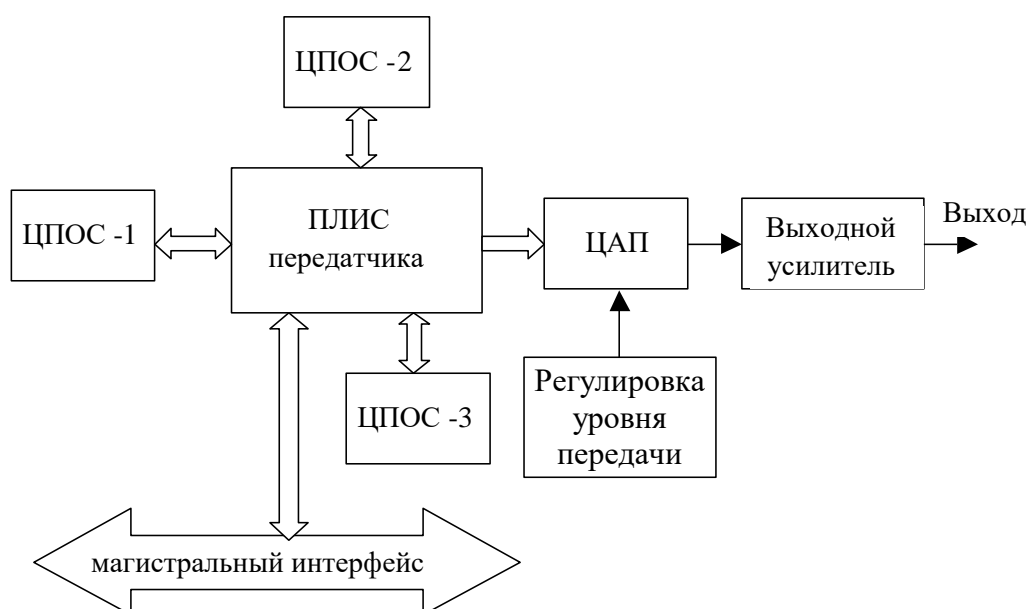 ЦПОС -2
ЦПОС -1
ПЛИС
передатчика
ЦАП
Выходной
усилитель
Выход
ЦПОС -3
Регулировка
уровня
передачи
магистральный интерфейс